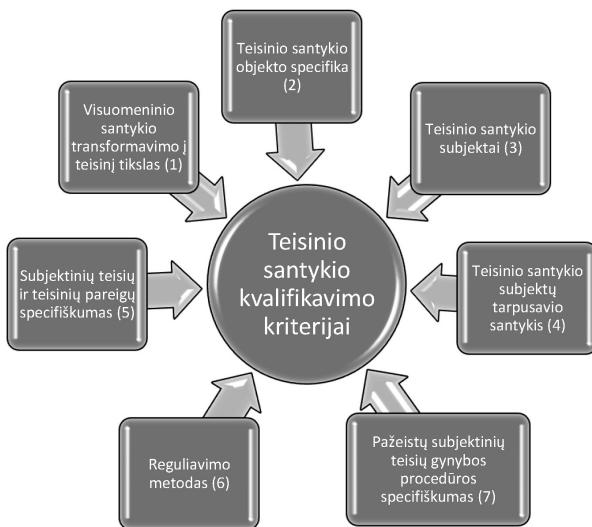 Teisinio santykio
objekto specifika
(2)
Visuomeninio
santykio
transformavimo į
teisinį tikslas (1)
Teisinio santykio
subjektai (3)
Subjektinių teisių
ir teisinių pareigų
specifiškumas (5)
Teisinio
santykio
kvalifikavimo
kriterijai
Teisinio santykio
subjektų
tarpusavio
santykis (4)
Reguliavimo
metodas (6)
Pažeistų subjektinių
teisių gynybos
procedūros
specifiškumas (7)